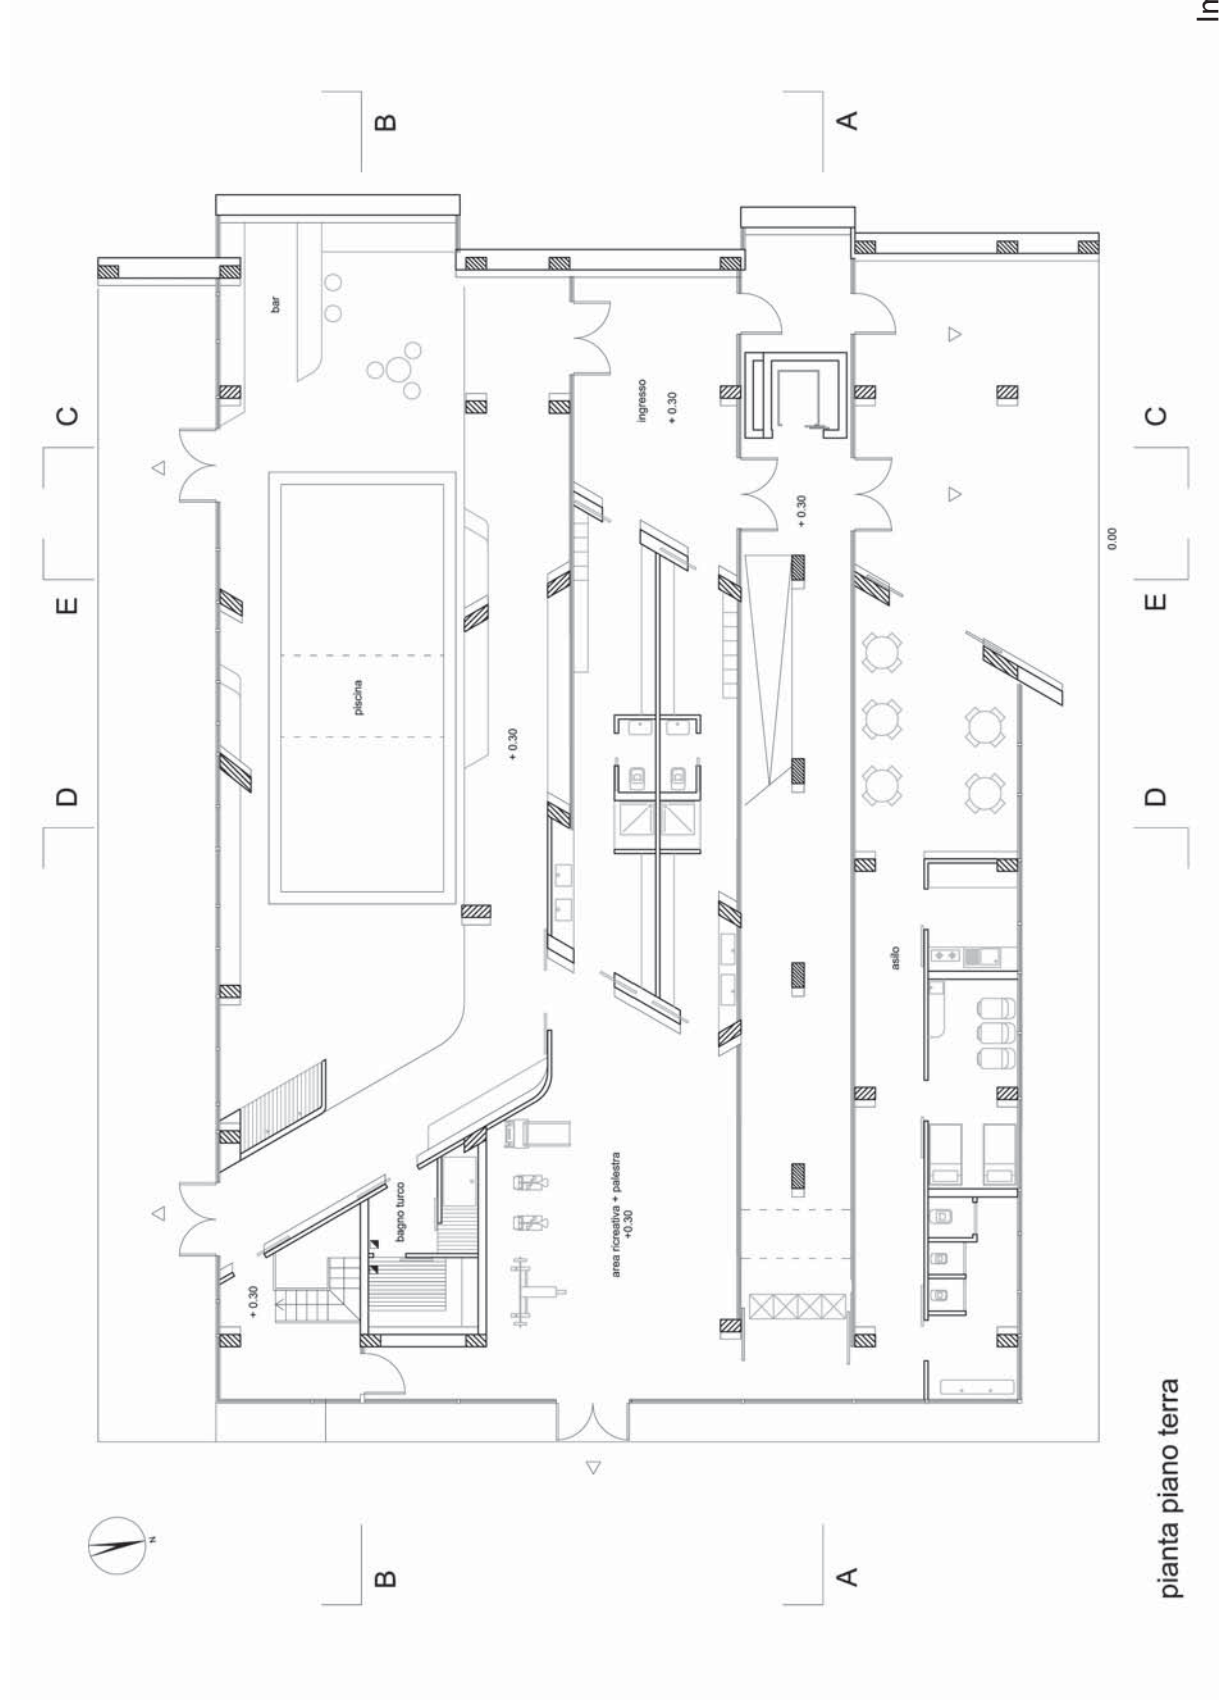 In
C
E
D
B
B
bar
piscina
+ 0.30
bagno turco
+ 0.30
ingresso
+ 0.30
area ricreativa + palestra
+0.30
+ 0.30
asilo
A
A
0.00
C
E
D
N
pianta piano terra